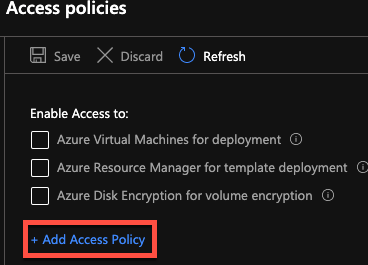 Access policies
Save Discard Refresh
Enable Access to:
Azure Virtual Machines for deployment
Azure Resource Manager for template deployment
Azure Disk Encryption for volume encryption
+ Add Access Policy